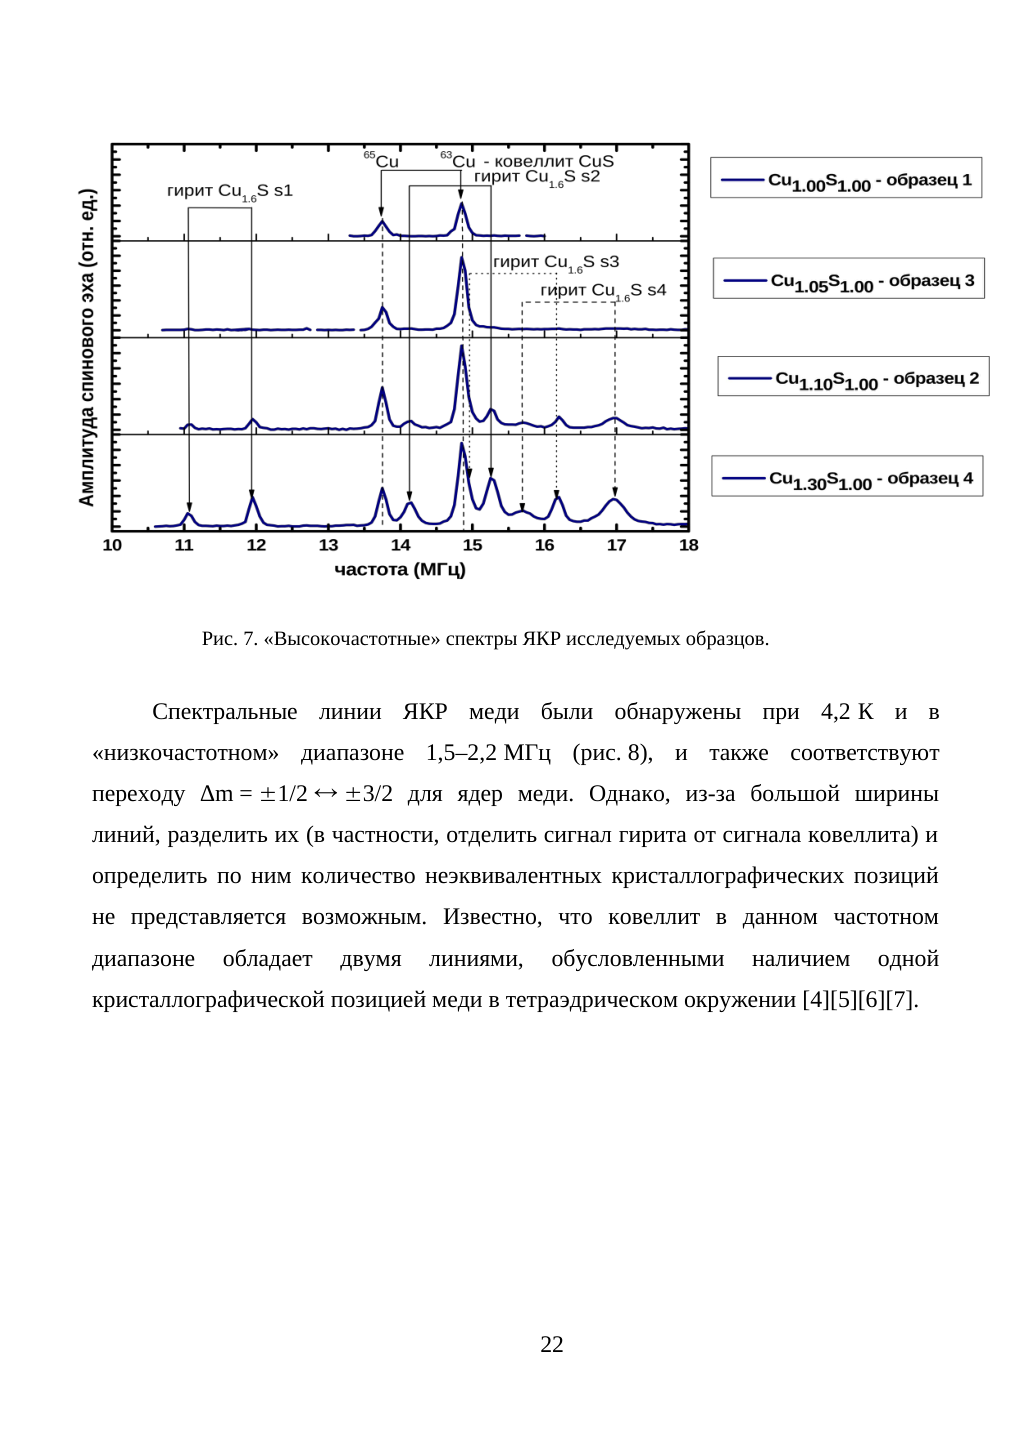 65Cu 63Cu - ковеллит CuS
гирит Cu1.6S s2
гирит Cu1.6S s1
гирит Cu1.6S s3
гирит Cu1.6S s4
Cu1.00S1.00 - образец 1
Cu1.05S1.00 - образец 3
Cu1.10S1.00 - образец 2
Cu1.30S1.00 - образец 4
Амплитуда спинового эха (отн. ед.)
10 11 12 13 14 15 16 17 18
частота (МГц)
Рис. 7. «Высокочастотные» спектры ЯКР исследуемых образцов.
Спектральные линии ЯКР меди были обнаружены при 4,2 К и в
«низкочастотном» диапазоне 1,5–2,2 МГц (рис. 8), и также соответствуют
переходу Δm = ±1/2 ↔ ±3/2 для ядер меди. Однако, из-за большой ширины
линий, разделить их (в частности, отделить сигнал гирита от сигнала ковеллита) и
определить по ним количество неэквивалентных кристаллографических позиций
не представляется возможным. Известно, что ковеллит в данном частотном
диапазоне обладает двумя линиями, обусловленными наличием одной
кристаллографической позицией меди в тетраэдрическом окружении [4][5][6][7].
22